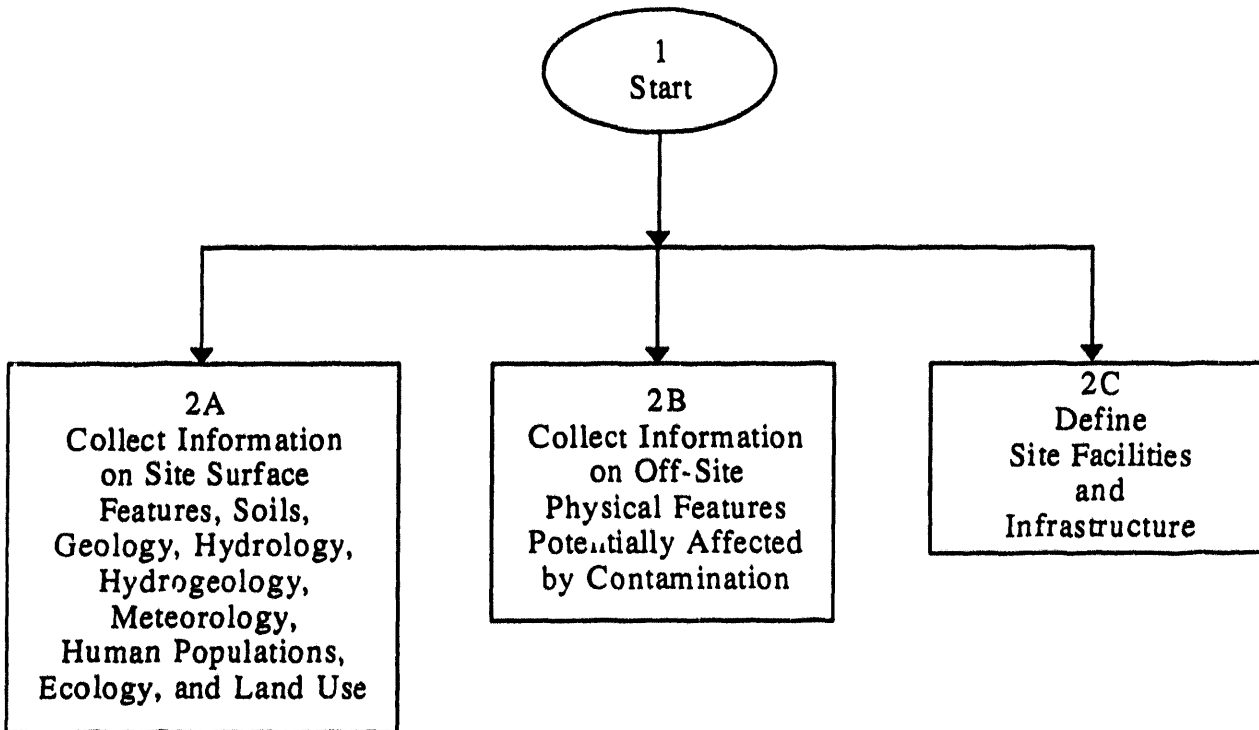 1
Start
2A
Collect Information
on Site Surface
Features, Soils,
Geology, Hydrology,
Hydrogeology,
Meteorology,
Human Populations,
Ecology, and Land Use
2B
Collect Information
on Off-Site
Physical Features
Potentially Affected
by Contamination
2C
Define
Site Facilities
and
Infrastructure